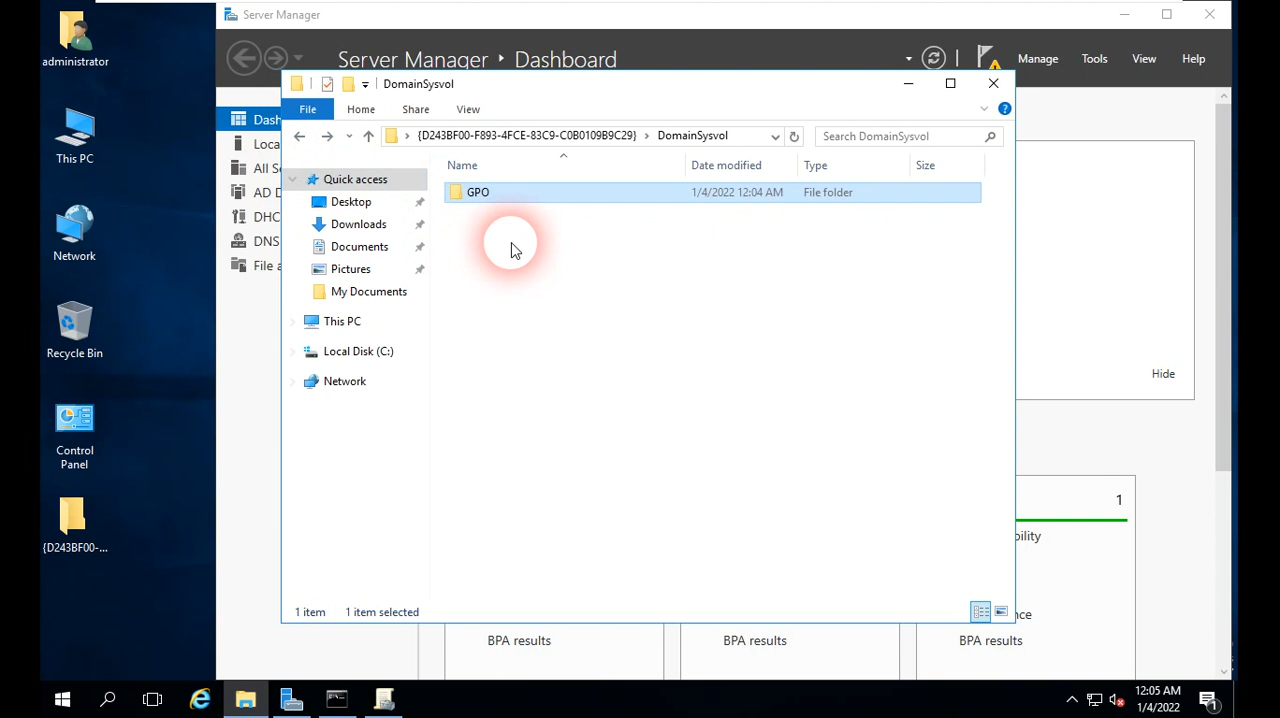 administrator
This PC
Network
Recycle Bin
Control
Panel
{D243BF00-...
Server Manager
Server Manager
Dashboard
Manage
Tools
View
Help
Dash
Loca
All Se
AD D
DHC
DNS
File a
DomainSysvol
File
Home
Share
View
{D243BF00-F893-4FCE-83C9-C0B0109B9C29}
DomainSysvol
Search DomainSysvol
Name
Date modified
Type
Size
GPO
1/4/2022 12:04 AM
File folder
Quick access
Desktop
Downloads
Documents
Pictures
My Documents
This PC
Local Disk (C:)
Network
1 item
1 item selected
Hide
1
bility
nce
BPA results
BPA results
BPA results
12:05 AM
1/4/2022
1